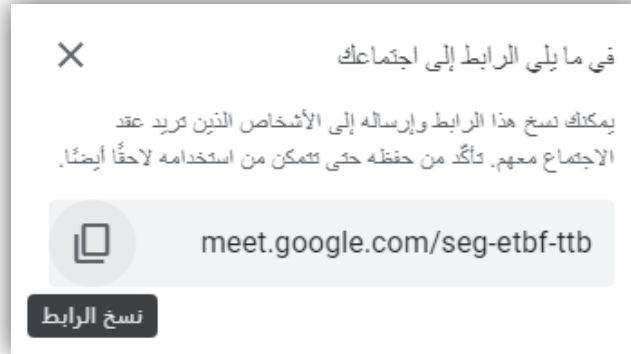 في ما يلي الرابط إلى اجتماعك
يمكنك نسخ هذا الرابط وإرساله إلى الأشخاص الذين تريد عقد
الاجتماع معهم. تأكّد من حفظه حتى تتمكن من استخدامه لاحقًا أيضًا.
meet.google.com/seg-etbf-ttb
نسخ الرابط